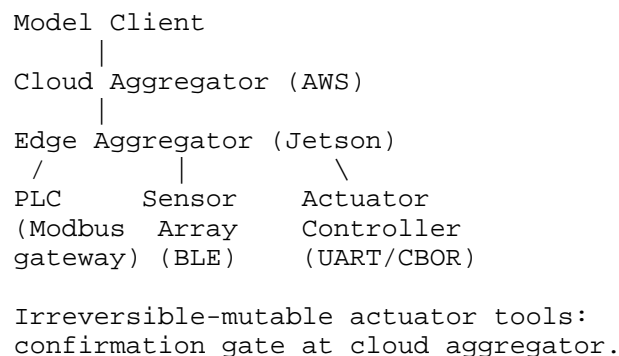 Model Client
|
Cloud Aggregator (AWS)
|
Edge Aggregator (Jetson)
/ | \
PLC Sensor Actuator
(Modbus Array Controller
gateway) (BLE) (UART/CBOR)
Irreversible-mutable actuator tools:
confirmation gate at cloud aggregator.